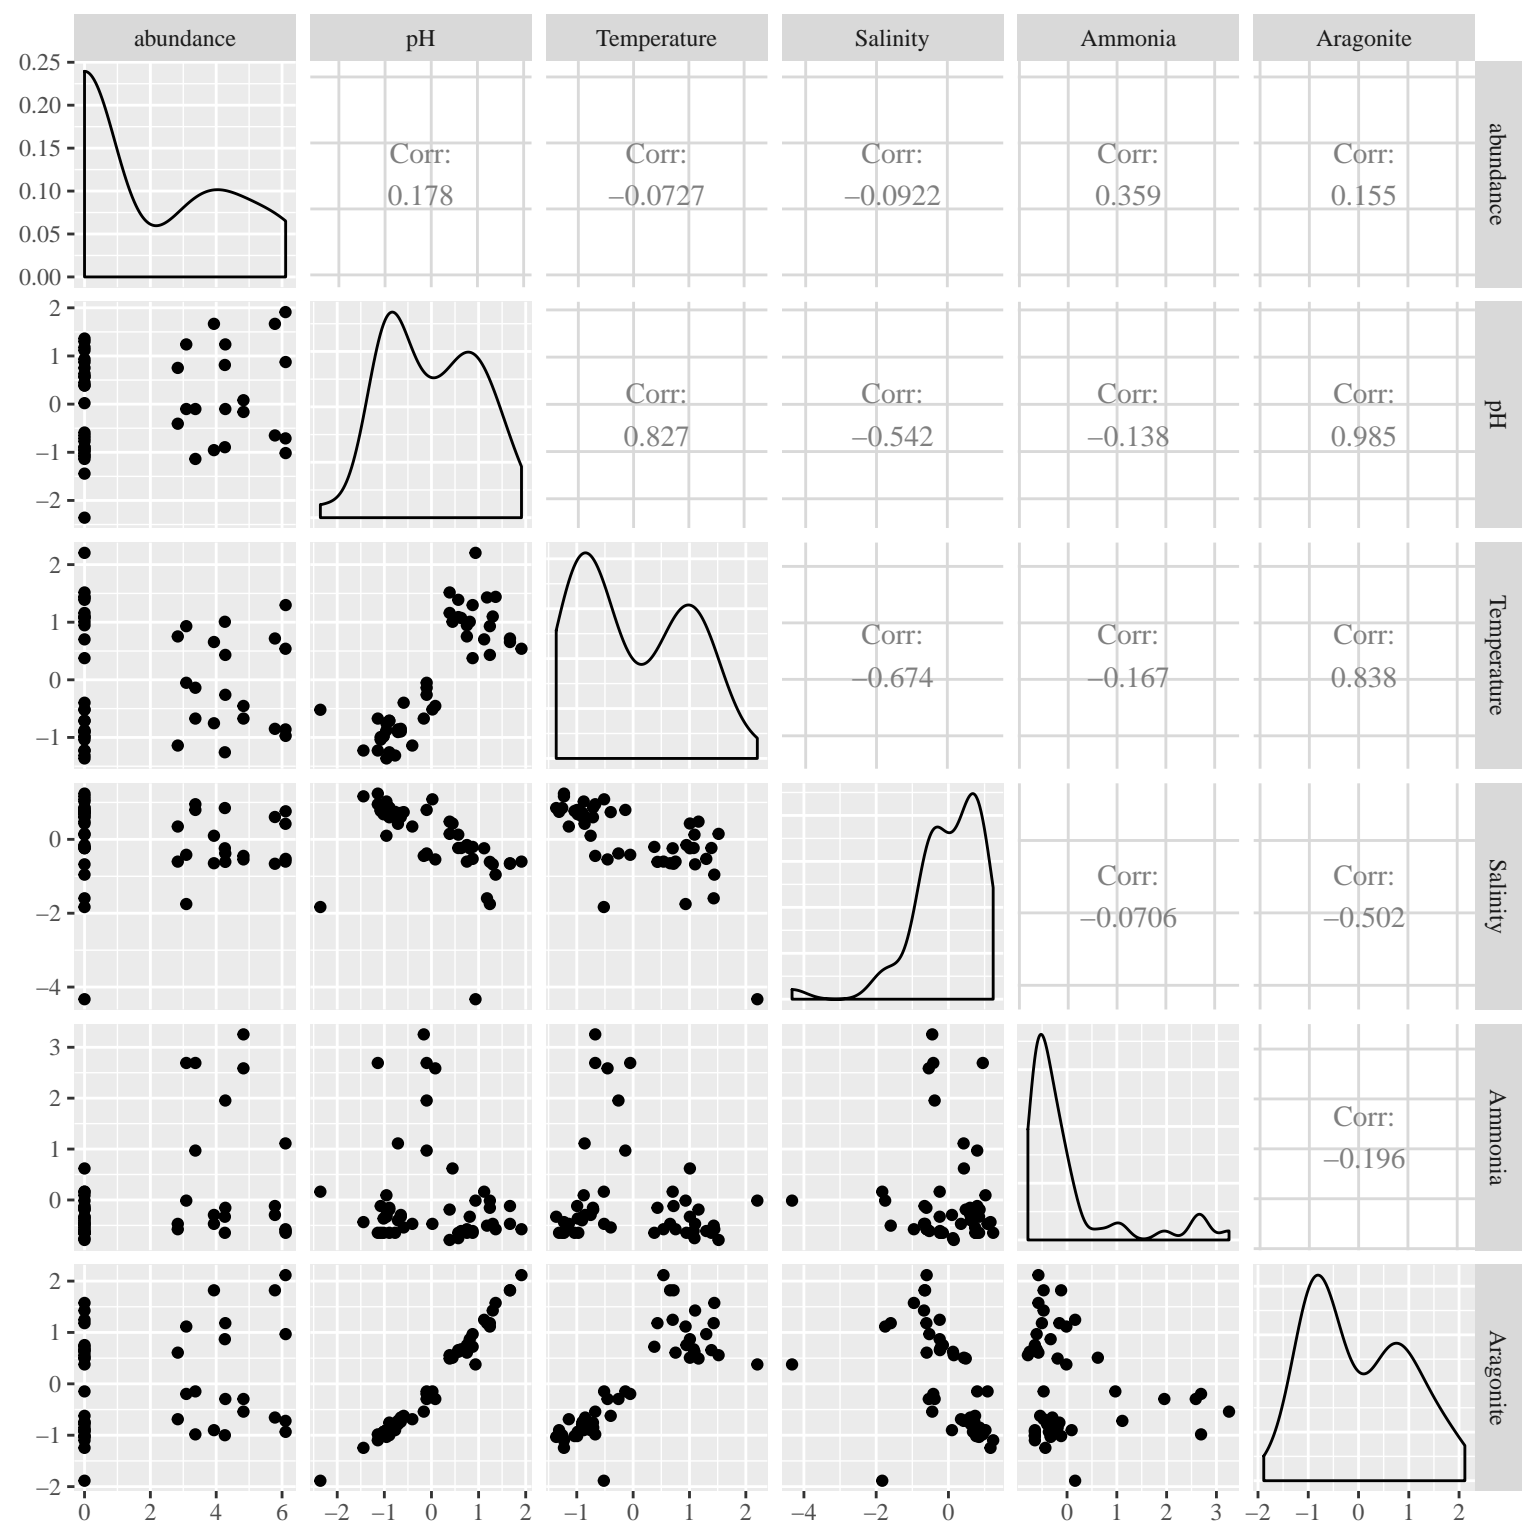 abundance pH Temperature Salinity Ammonia Aragonite
0.25
0.20
0.15
0.10
0.05
0.00
Corr: Corr: Corr: Corr: Corr:
0.178 −0.0727 −0.0922 0.359 0.155
abundance
2
1
0
−1
−2
Corr: Corr: Corr: Corr:
0.827 −0.542 −0.138 0.985
pH
2
1
0
−1
Corr: Corr: Corr:
−0.674 −0.167 0.838
Temperature
0
−2
−4
Corr: Corr:
−0.0706 −0.502
Salinity
3
2
1
0
Corr:
−0.196
Ammonia
2
1
0
−1
−2
Aragonite
0 2 4 6 −2 −1 0 1 2 −1 0 1 2 −4 −2 0 0 1 2 3 −2 −1 0 1 2